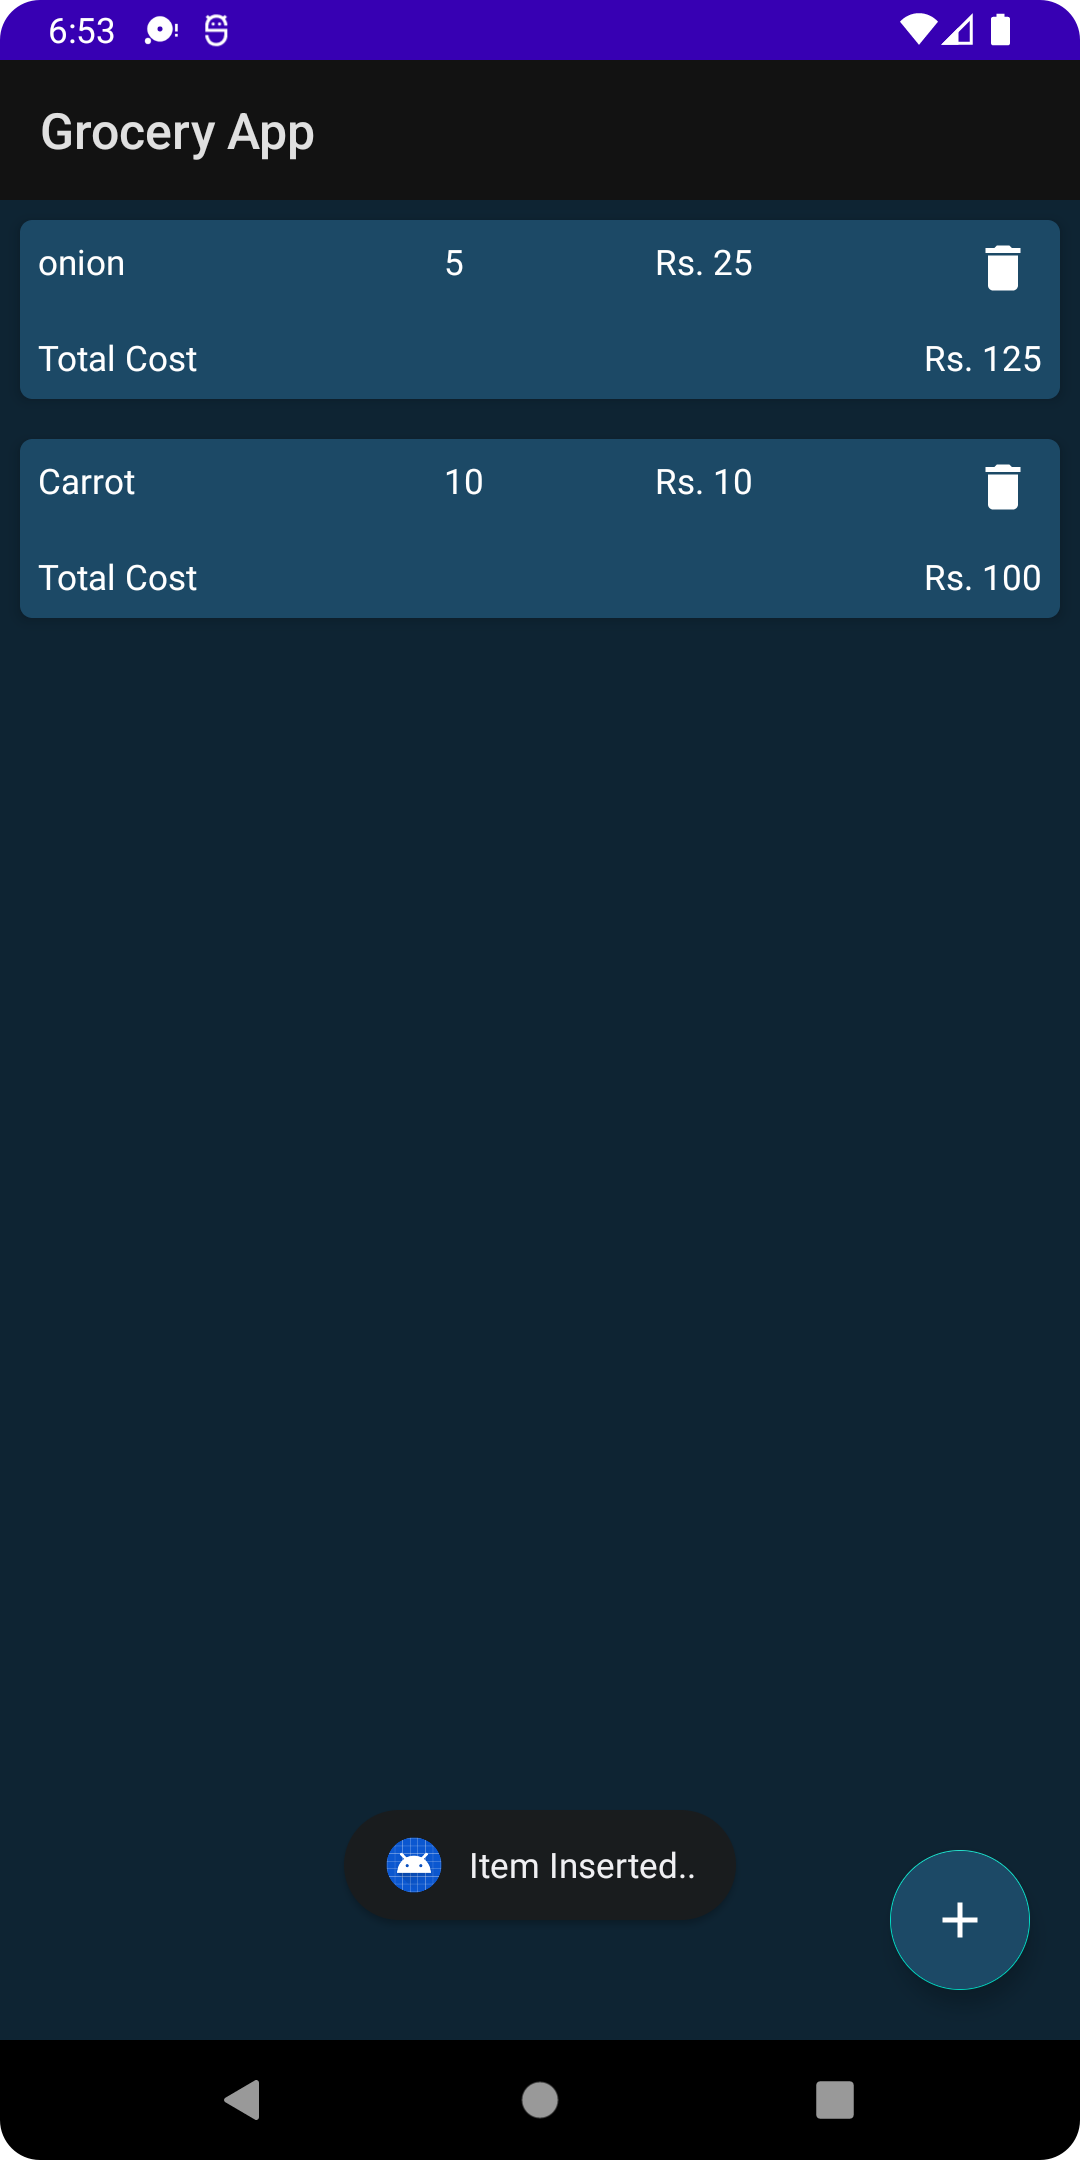 6:53
Grocery App
onion 5 Rs. 25
Total Cost Rs. 125
Carrot 10 Rs. 10
Total Cost Rs. 100
Item Inserted..